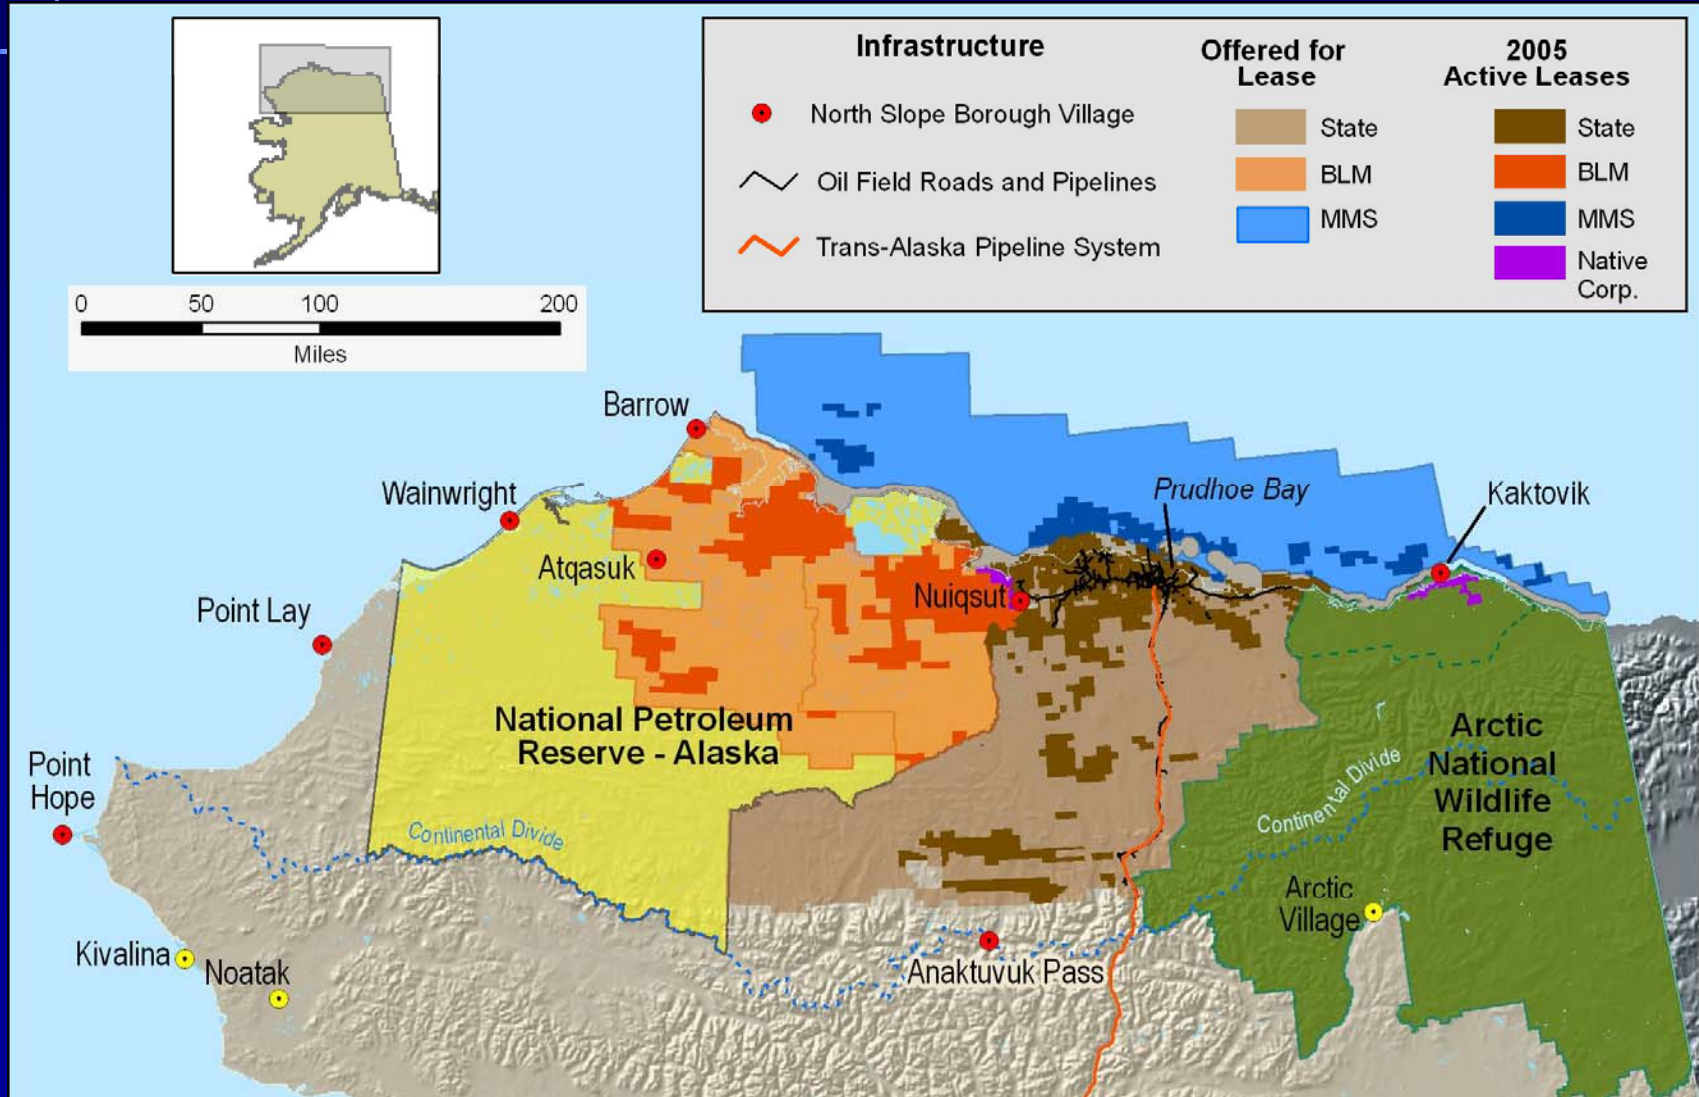 Infrastructure
North Slope Borough Village
Oil Field Roads and Pipelines
Trans-Alaska Pipeline System
Offered for
Lease
State
BLM
MMS
2005
Active Leases
State
BLM
MMS
Native
Corp.
0 50 100 200
Miles
Barrow
Wainwright
Atqasuk
Point Lay
Prudhoe Bay
Kaktovik
Nuiqsut
National Petroleum
Reserve - Alaska
Point
Hope
Continental Divide
Arctic
National
Wildlife
Refuge
Continental Divide
Arctic
Village
Kivalina
Noatak
Anaktuvuk Pass